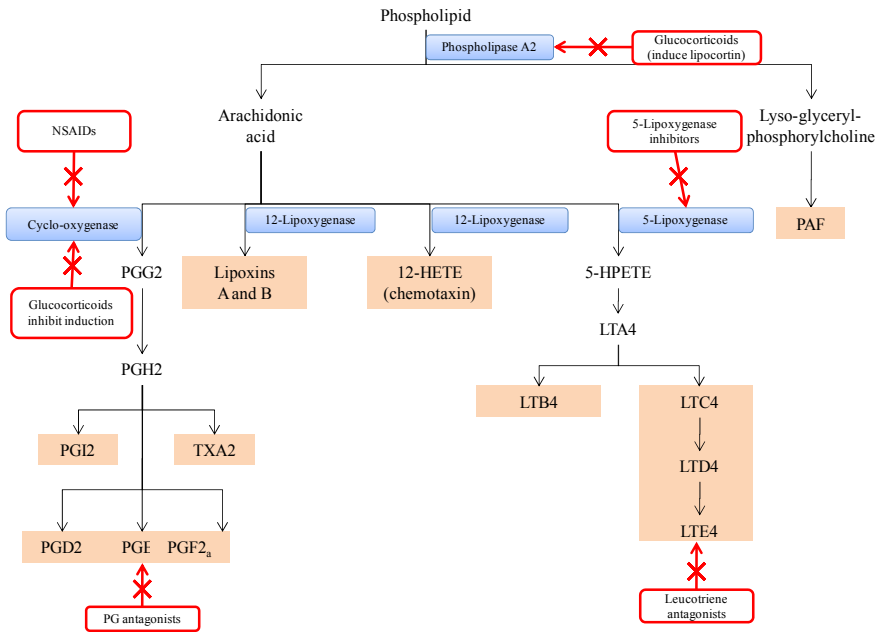 Phospholipid
Phospholipase A2
Glucocorticoids
(induce lipocortin)
Arachidonic
acid
Lyso-glyceryl-
phosphorylcholine
NSAIDs
5-Lipoxygenase
inhibitors
Cyclo-oxygenase
12-Lipoxygenase
12-Lipoxygenase
5-Lipoxygenase
PAF
PGG2
Lipoxins
A and B
12-HETE
(chemotaxin)
5-HPETE
Glucocorticoids
inhibit induction
LTA4
PGH2
LTB4
LTC4
PGI2
TXA2
LTD4
LTE4
PGD2
PGE
PGF2a
PG antagonists
Leucotriene
antagonists